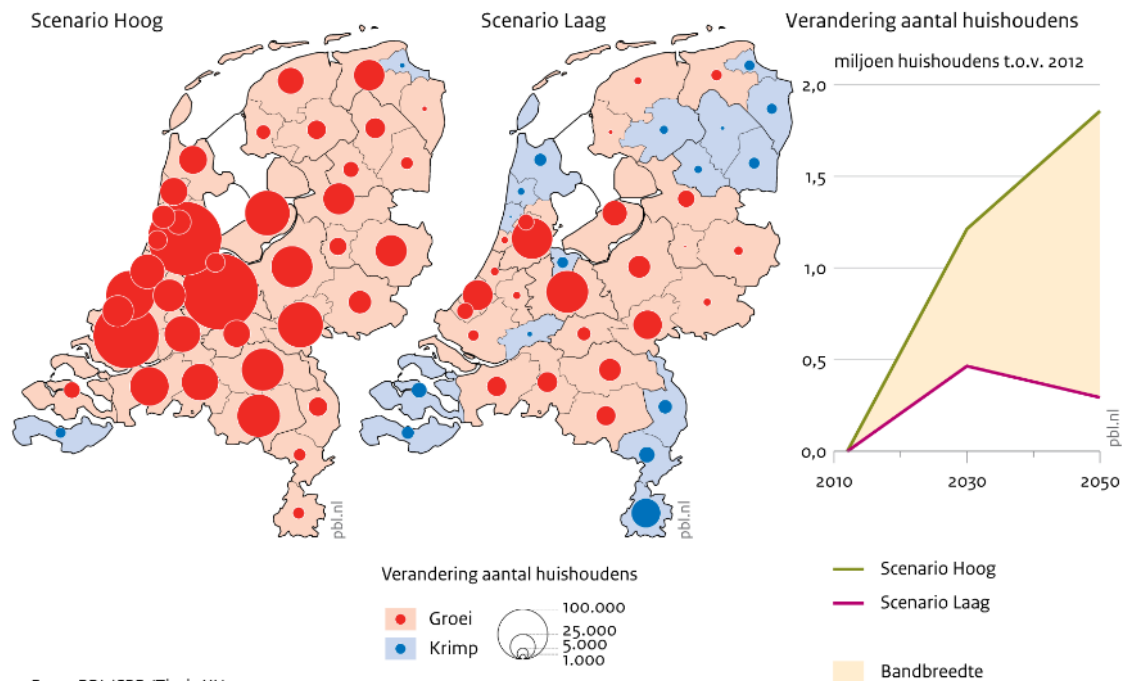 Scenario Hoog
Scenario Laag
Verandering aantal huishoudens
miljoen huishoudens t.o.v. 2012
2,0
1,5
1,0
0,5
0,0
2010
2030
2050
pbl.nl
pbl.nl
pbl.nl
Verandering aantal huishoudens
Groei
Krimp
100.000
25.000
5.000
1.000
Scenario Hoog
Scenario Laag
Bandbreedte